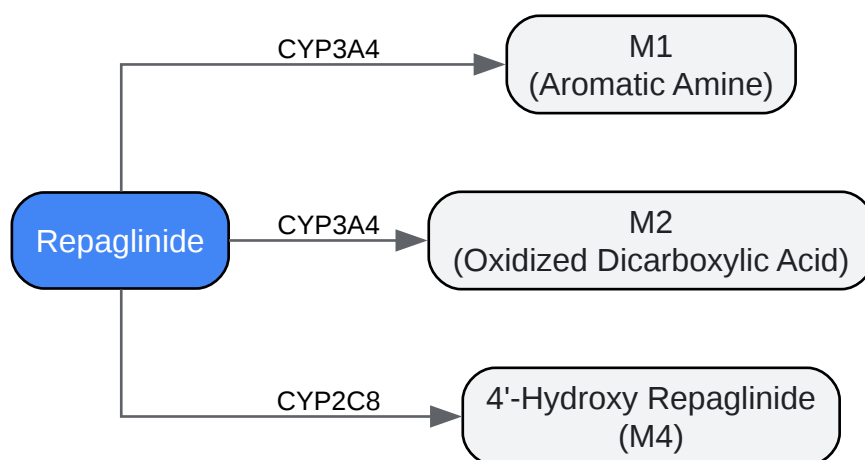 CYP3A4
M1
(Aromatic Amine)
Repaglinide
CYP3A4
M2
(Oxidized Dicarboxylic Acid)
CYP2C8
4'-Hydroxy Repaglinide
(M4)